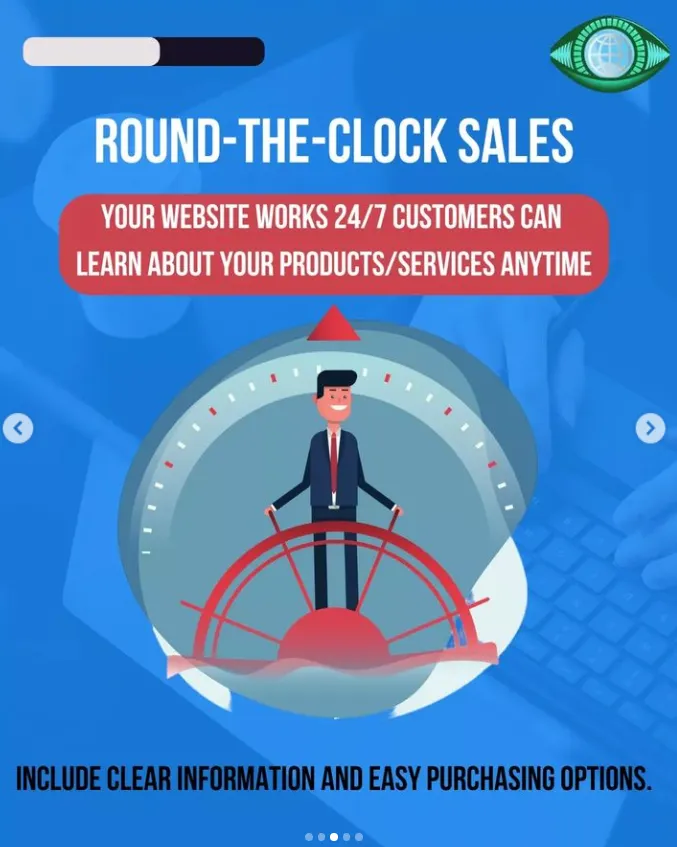 ROUND-THE-CLOCK SALES
YOUR WEBSITE WORKS 24/7 CUSTOMERS CAN
LEARN ABOUT YOUR PRODUCTS/SERVICES ANYTIME
INCLUDE CLEAR INFORMATION AND EASY PURCHASING OPTIONS.